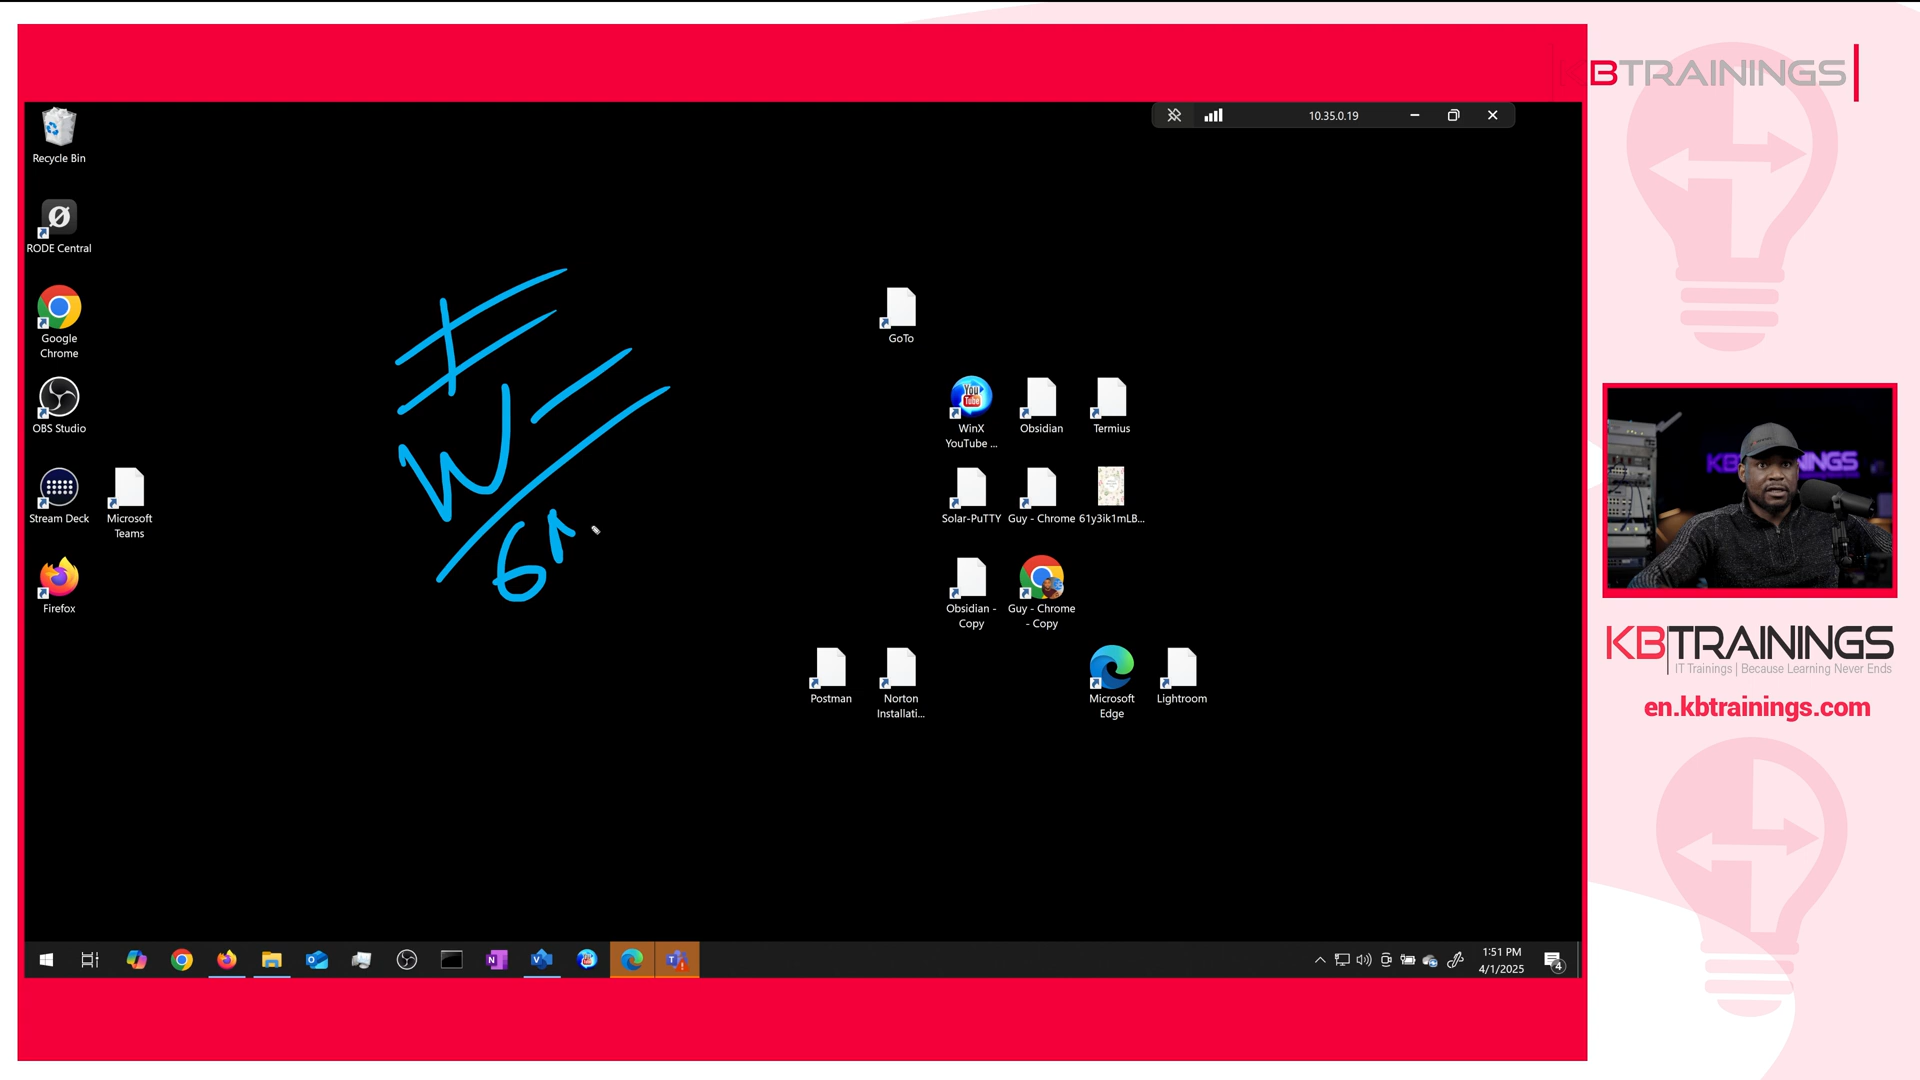 KBTRAININGS
10.35.0.19
Recycle Bin
RODE Central
Google
Chrome
OBS Studio
Stream Deck
Microsoft
Teams
Firefox
GoTo
WinX
YouTube ...
Obsidian
Termius
Solar-PuTTY
Guy - Chrome
61y3ik1mLB...
Obsidian -
Copy
Guy - Chrome
- Copy
Postman
Norton
Installati...
Microsoft
Edge
Lightroom
1:51 PM
4/1/2025
4
KBTRAININGS
IT Trainings | Because Learning Never Ends
en.kbtrainings.com